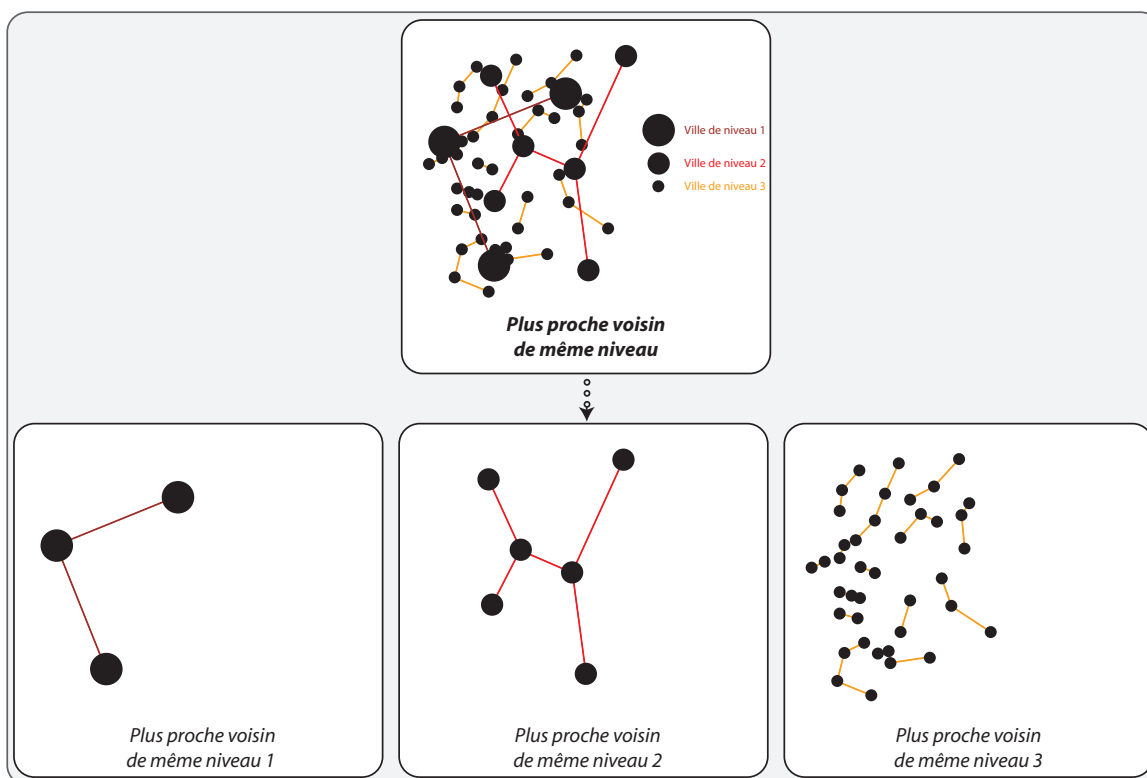 Ville de niveau 1
Ville de niveau 2
Ville de niveau 3
Plus proche voisin
de même niveau
Plus proche voisin
de même niveau 1
Plus proche voisin
de même niveau 2
Plus proche voisin
de même niveau 3